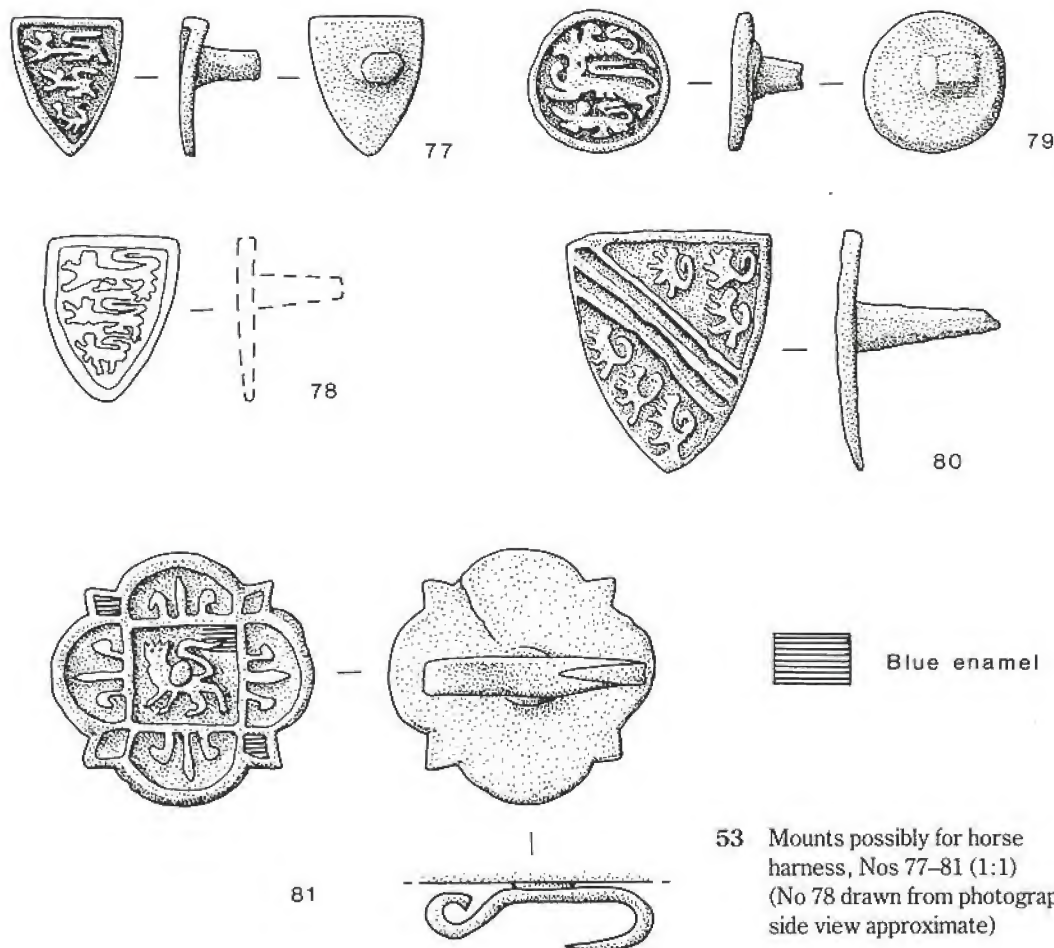 77
79
78
80
Blue enamel
81
53 Mounts possibly for horse
harness, Nos 77–81 (1:1)
(No 78 drawn from photograp
side view approximate)